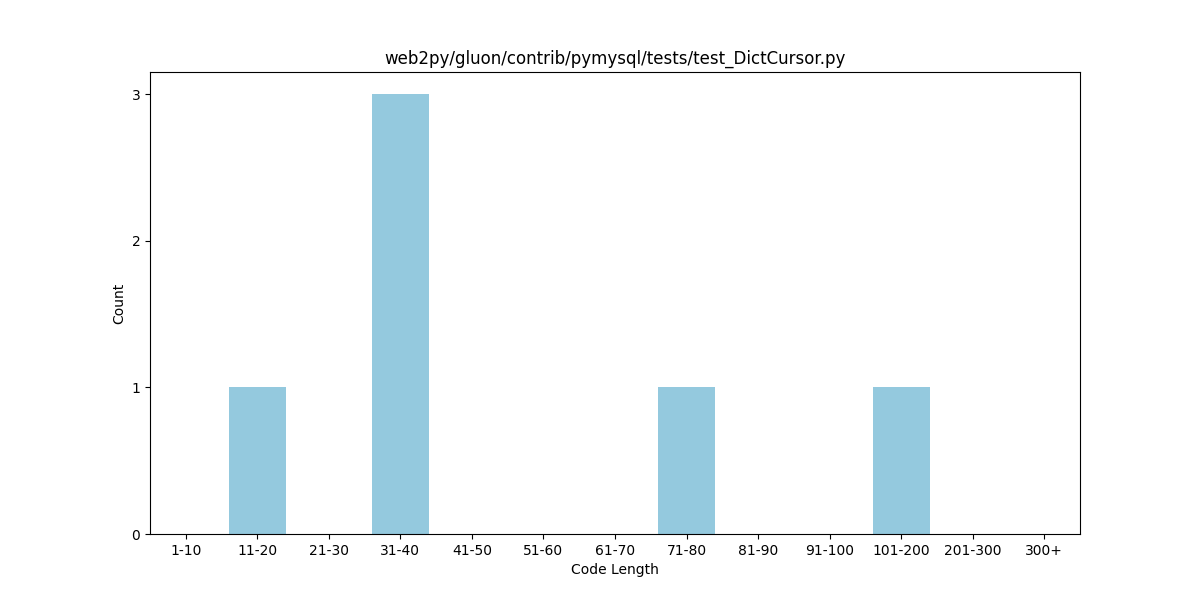 web2py/gluon/contrib/pymysql/tests/test_DictCursor.py
3
2
1
0
Count
1-10 11-20 21-30 31-40 41-50 51-60 61-70 71-80 81-90 91-100 101-200 201-300 300+
Code Length